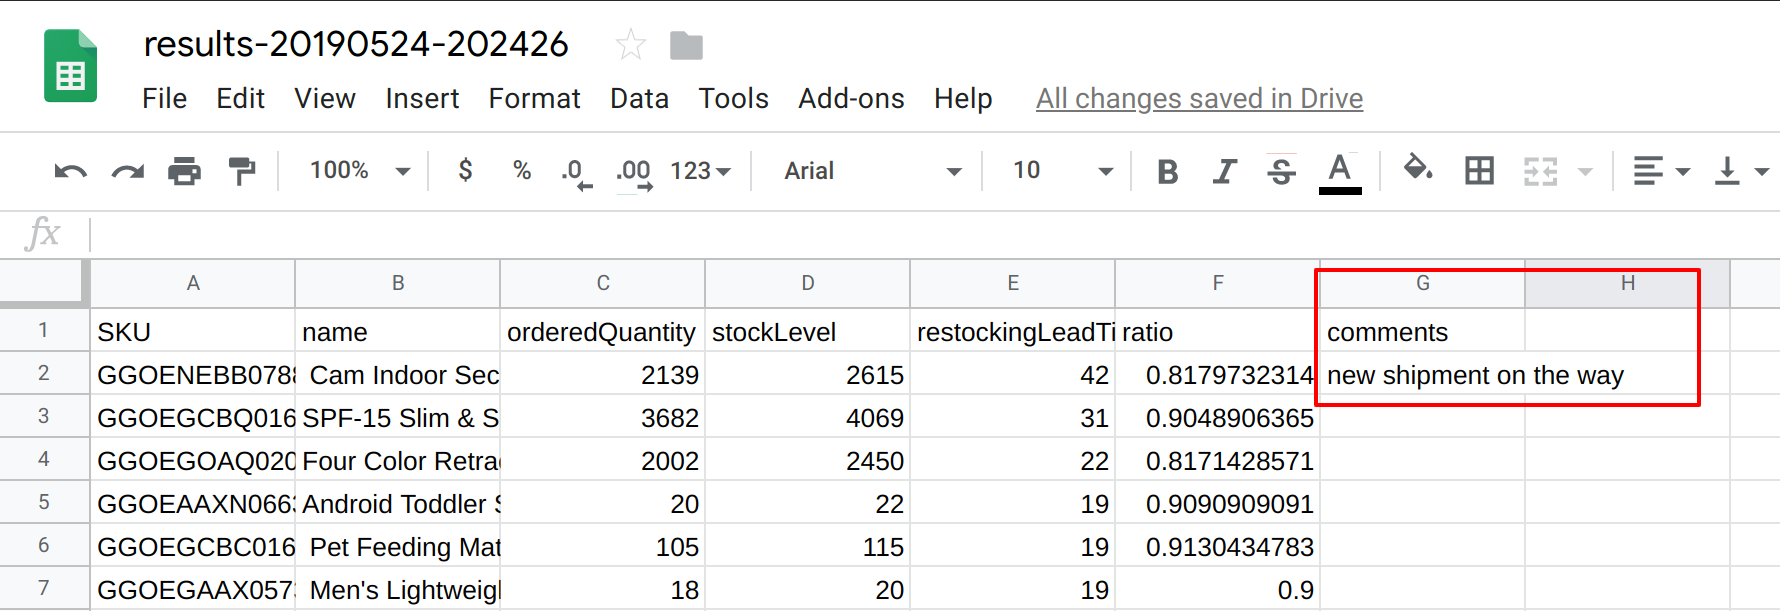 results-20190524-202426
File Edit View Insert Format Data Tools Add-ons Help All changes saved in Drive
100% $ % .0 .00 123 Arial 10 B I S A
fx
A B C D E F G H
1 SKU name orderedQuantity stockLevel restockingLeadTi ratio comments
2 GGOENEBB078 Cam Indoor Sec 2139 2615 42 0.8179732314 new shipment on the way
3 GGOEGCBQ016 SPF-15 Slim & S 3682 4069 31 0.9048906365
4 GGOEGOAQ020 Four Color Retra 2002 2450 22 0.8171428571
5 GGOEAAXN066 Android Toddler S 20 22 19 0.9090909091
6 GGOEGCBC016 Pet Feeding Mat 105 115 19 0.9130434783
7 GGOEGAAX057 Men's Lightweigh 18 20 19 0.9